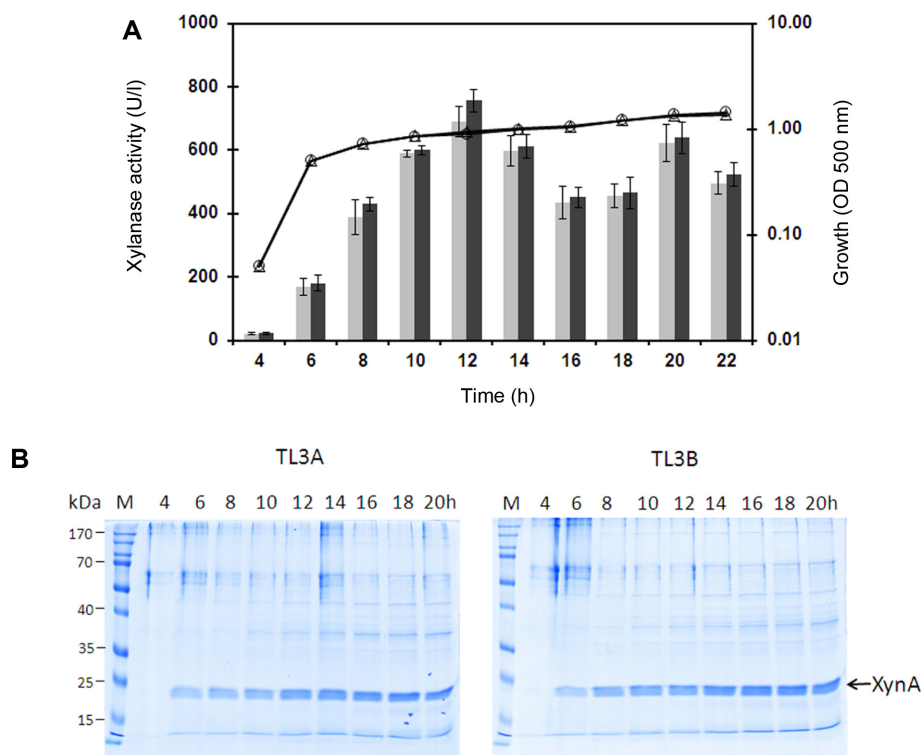 A
Xylanase activity (U/l)
1000
800
600
400
200
0
10.00
1.00
0.10
0.01
Growth (OD 500 nm)
4 6 8 10 12 14 16 18 20 22
Time (h)
B
TL3A
kDa M 4 6 8 10 12 14 16 18 20h
170
70
40
35
25
15
TL3B
M 4 6 8 10 12 14 16 18 20h
XynA